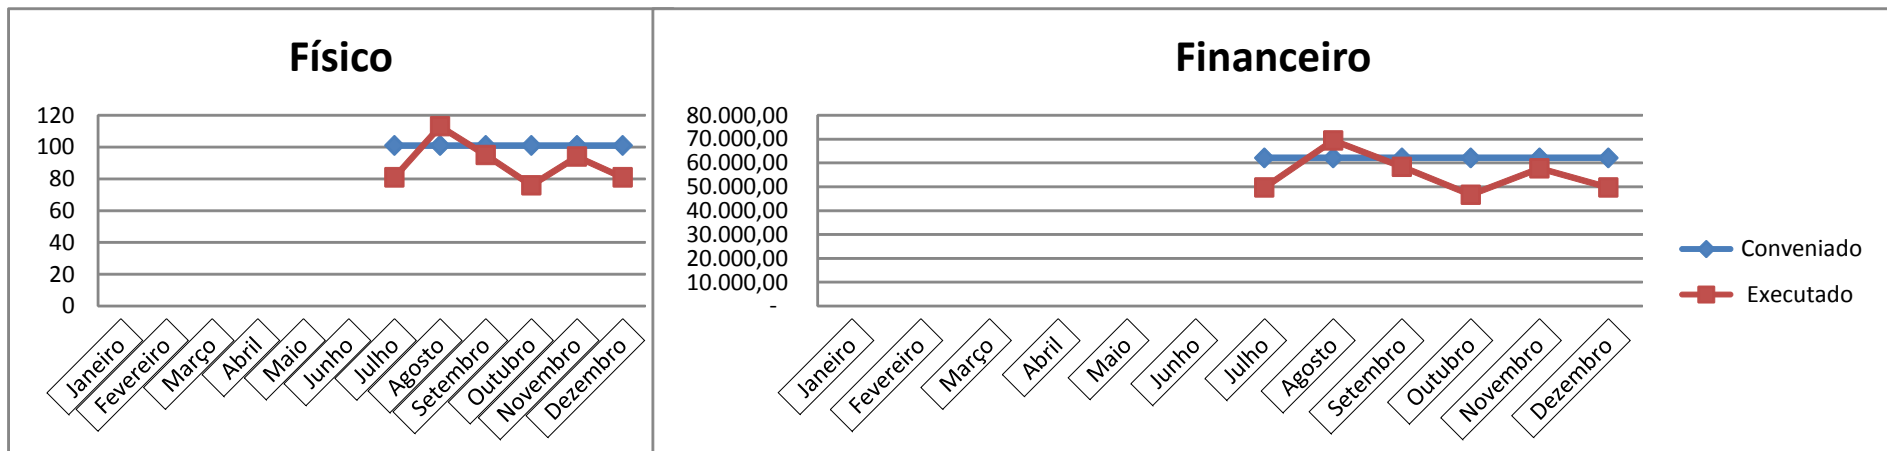 Físico
120
100
80
60
40
20
0
Janeiro
Fevereiro
Março
Abril
Maio
Junho
Julho
Agosto
Setembro
Outubro
Novembro
Dezembro
Financeiro
80.000,00
70.000,00
60.000,00
50.000,00
40.000,00
30.000,00
20.000,00
10.000,00
-
Janeiro
Fevereiro
Março
Abril
Maio
Junho
Julho
Agosto
Setembro
Outubro
Novembro
Dezembro
Conveniado
Executado